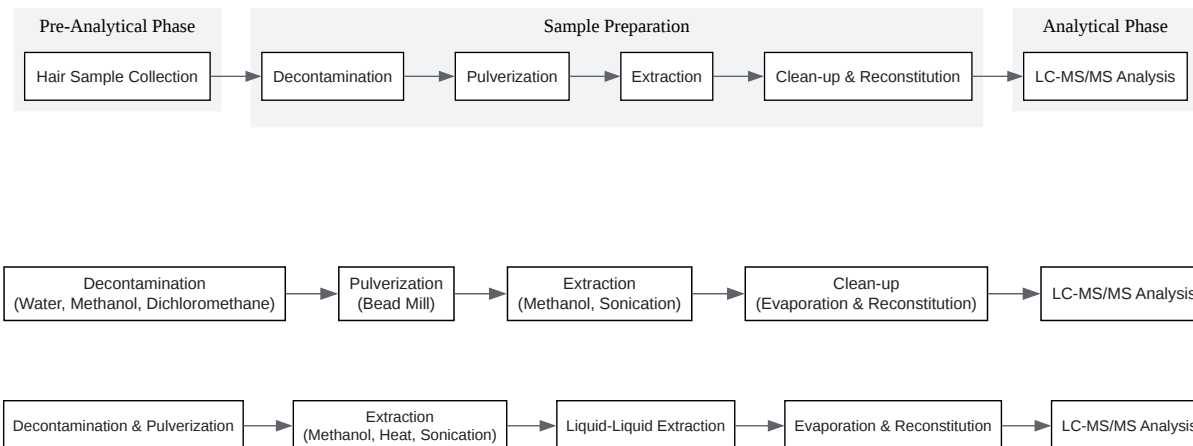 Pre-Analytical Phase
Sample Preparation
Analytical Phase
Hair Sample Collection
Decontamination
Pulverization
Extraction
Clean-up & Reconstitution
LC-MS/MS Analysis
Decontamination
(Water, Methanol, Dichloromethane)
Pulverization
(Bead Mill)
Extraction
(Methanol, Sonication)
Clean-up
(Evaporation & Reconstitution)
LC-MS/MS Analysis
Decontamination & Pulverization
Extraction
(Methanol, Heat, Sonication)
Liquid-Liquid Extraction
Evaporation & Reconstitution
LC-MS/MS Analysis